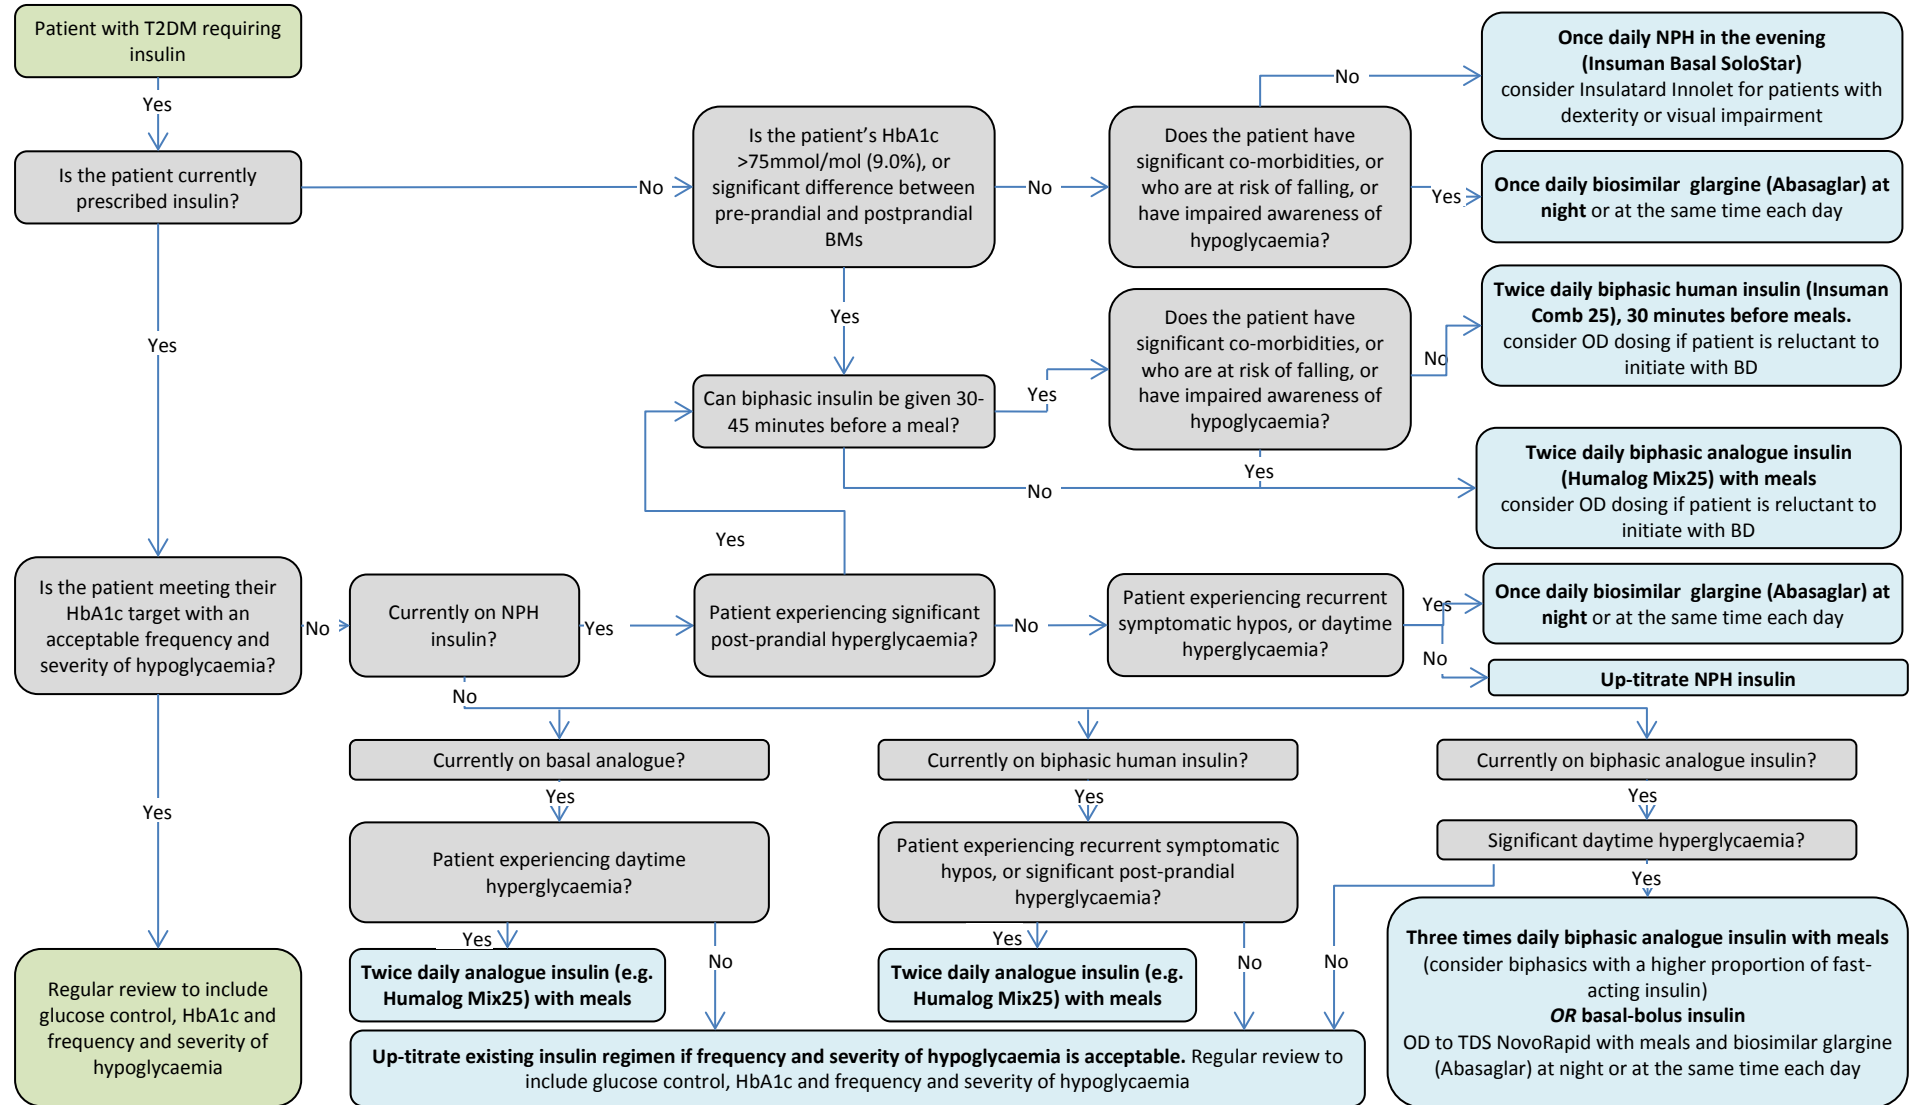 Patient with T2DM requiring
insulin
Yes
Is the patient currently
prescribed insulin?
No
Is the patient's HbA1c
>75mmol/mol (9.0%), or
significant difference between
pre-prandial and postprandial
BMs
No
Does the patient have
significant co-morbidities, or
who are at risk of falling, or
have impaired awareness of
hypoglycaemia?
No
Once daily NPH in the evening
(Insuman Basal SoloStar)
consider Insulatard Innolet for patients with
dexterity or visual impairment
Yes
Once daily biosimilar  glargine (Abasaglar) at
night or at the same time each day
Yes
Can biphasic insulin be given 30-
45 minutes before a meal?
Yes
Does the patient have
significant co-morbidities, or
who are at risk of falling, or
have impaired awareness of
hypoglycaemia?
No
Twice daily biphasic human insulin (Insuman
Comb 25), 30 minutes before meals.
consider OD dosing if patient is reluctant to
initiate with BD
Yes
No
Twice daily biphasic analogue insulin
(Humalog Mix25) with meals
consider OD dosing if patient is reluctant to
initiate with BD
Yes
Is the patient meeting their
HbA1c target with an
acceptable frequency and
severity of hypoglycaemia?
No
Currently on NPH
insulin?
Yes
Patient experiencing significant
post-prandial hyperglycaemia?
Yes
No
Patient experiencing recurrent
symptomatic hypos, or daytime
hyperglycaemia?
Yes
Once daily biosimilar  glargine (Abasaglar) at
night or at the same time each day
No
Up-titrate NPH insulin
No
Currently on basal analogue?
Yes
Patient experiencing daytime
hyperglycaemia?
Yes
Twice daily analogue insulin (e.g.
Humalog Mix25) with meals
No
Currently on biphasic human insulin?
Yes
Patient experiencing recurrent symptomatic
hypos, or significant post-prandial
hyperglycaemia?
Yes
Twice daily analogue insulin (e.g.
Humalog Mix25) with meals
No
Currently on biphasic analogue insulin?
Yes
Significant daytime hyperglycaemia?
No
Yes
Three times daily biphasic analogue insulin with meals
(consider biphasics with a higher proportion of fast-
acting insulin)
OR basal-bolus insulin
OD to TDS NovoRapid with meals and biosimilar glargine
(Abasaglar) at night or at the same time each day
Up-titrate existing insulin regimen if frequency and severity of hypoglycaemia is acceptable. Regular review to
include glucose control, HbA1c and frequency and severity of hypoglycaemia
Yes
Regular review to include
glucose control, HbA1c and
frequency and severity of
hypoglycaemia